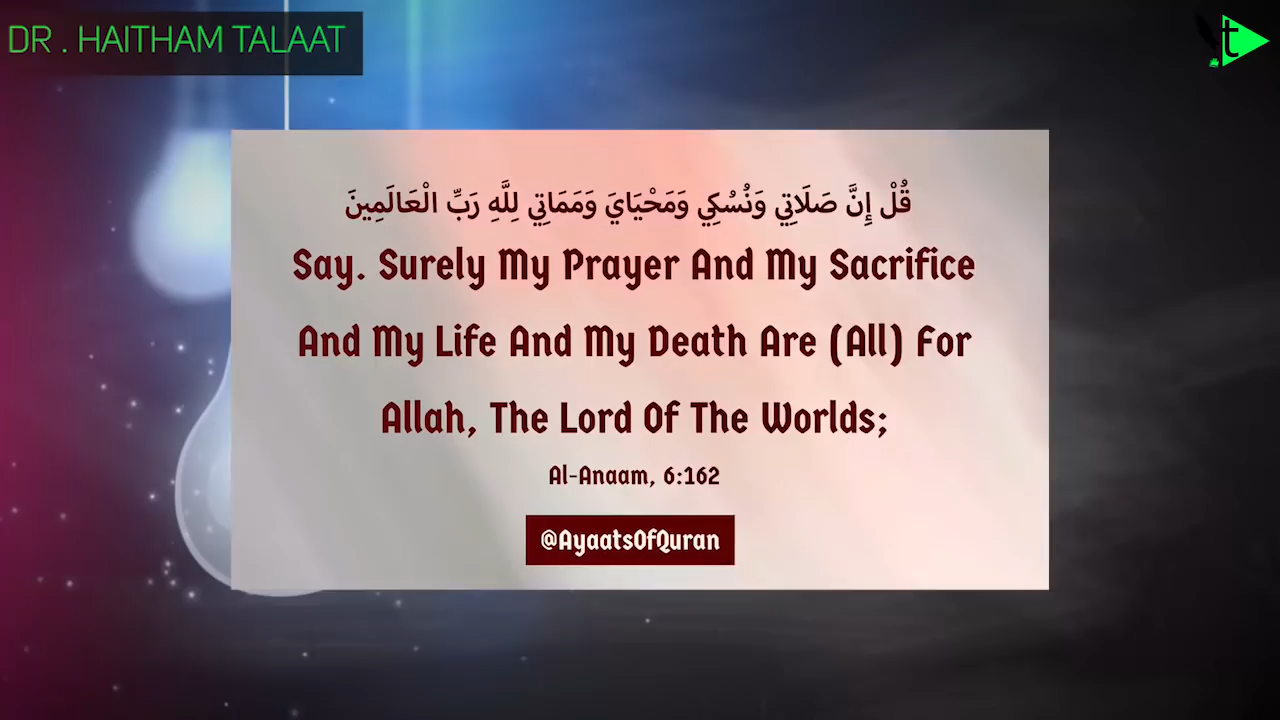 DR . HAITHAM TALAAT
t
قُلْ إِنَّ صَلَاتِي وَنُسُكِي وَمَحْيَايَ وَمَمَاتِي لِلَّهِ رَبِّ الْعَالَمِينَ
Say. Surely My Prayer And My Sacrifice
And My Life And My Death Are (All) For
Allah, The Lord Of The Worlds;
Al-Anaam, 6:162
@AyaatsOfQuran